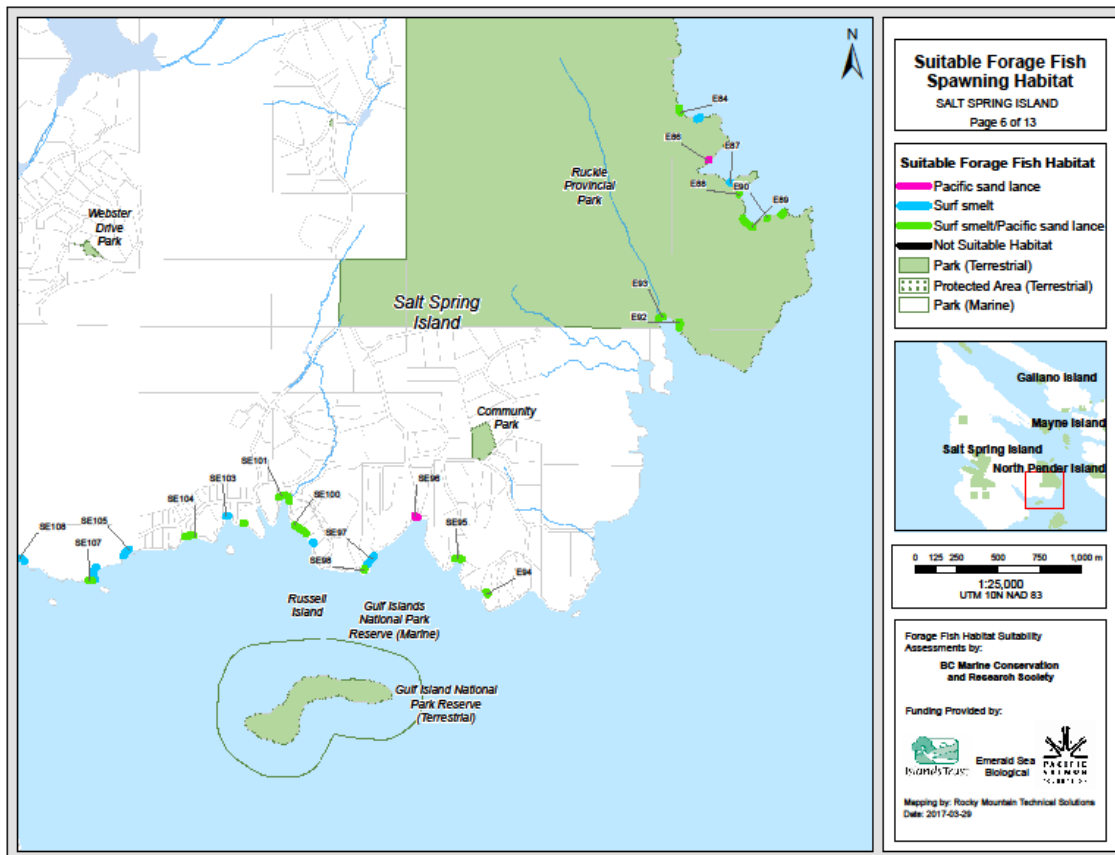 N
E84
E86
E87
E88
E90
E89
Ruckle
Provincial
Park
Webster
Drive
Park
E93
E92
Salt Spring
Island
Community
Park
SE101
SE103
SE96
SE104
SE100
SE108
SE105
SE97
SE95
SE107
SE98
E94
Russell
Island
Gulf Islands
National Park
Reserve (Marine)
Gulf Island National
Park Reserve
(Terrestrial)
Suitable Forage Fish
Spawning Habitat
SALT SPRING ISLAND
Page 6 of 13
Suitable Forage Fish Habitat
Pacific sand lance
Surf smelt
Surf smelt/Pacific sand lance
Not Suitable Habitat
Park (Terrestrial)
Protected Area (Terrestrial)
Park (Marine)
Galiano Island
Mayne Island
Salt Spring Island
North Pender Island
0 125 250 500 750 1,000 m
1:25,000
UTM 10N NAD 83
Forage Fish Habitat Suitability
Assessments by:
BC Marine Conservation
and Research Society
Funding Provided by:
Islands Trust
Emerald Sea
Biological
PACIFIC
SALMON
Mapping by: Rocky Mountain Technical Solutions
Date: 2017-03-29